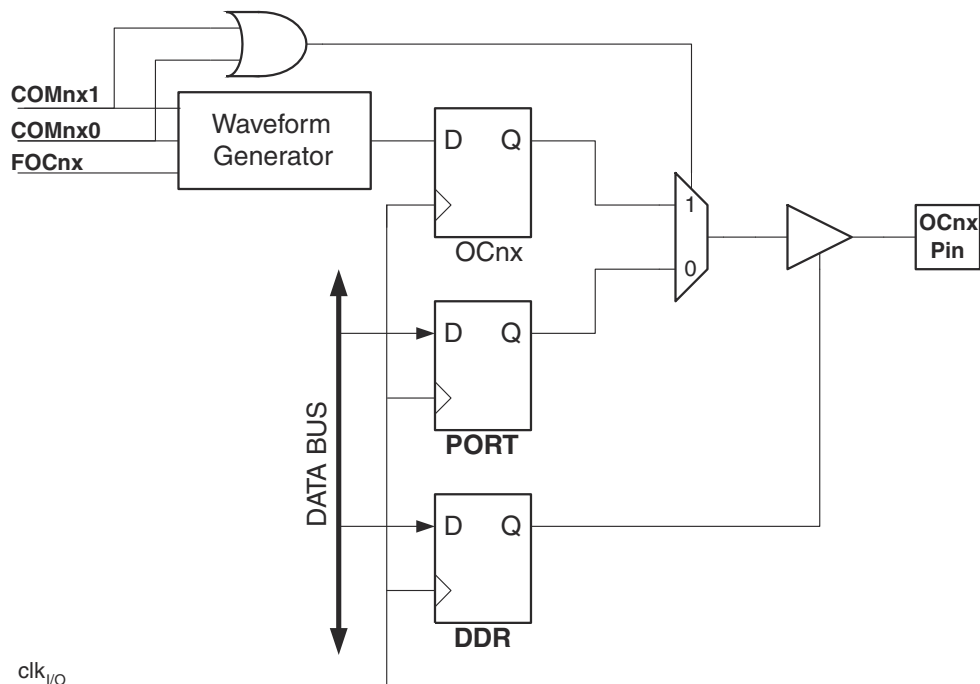 COMnx1
COMnx0
FOCnx
Waveform
Generator
D Q
OCnx
1
0
OCnx
Pin
D Q
PORT
DATA BUS
D Q
DDR
clkI/O